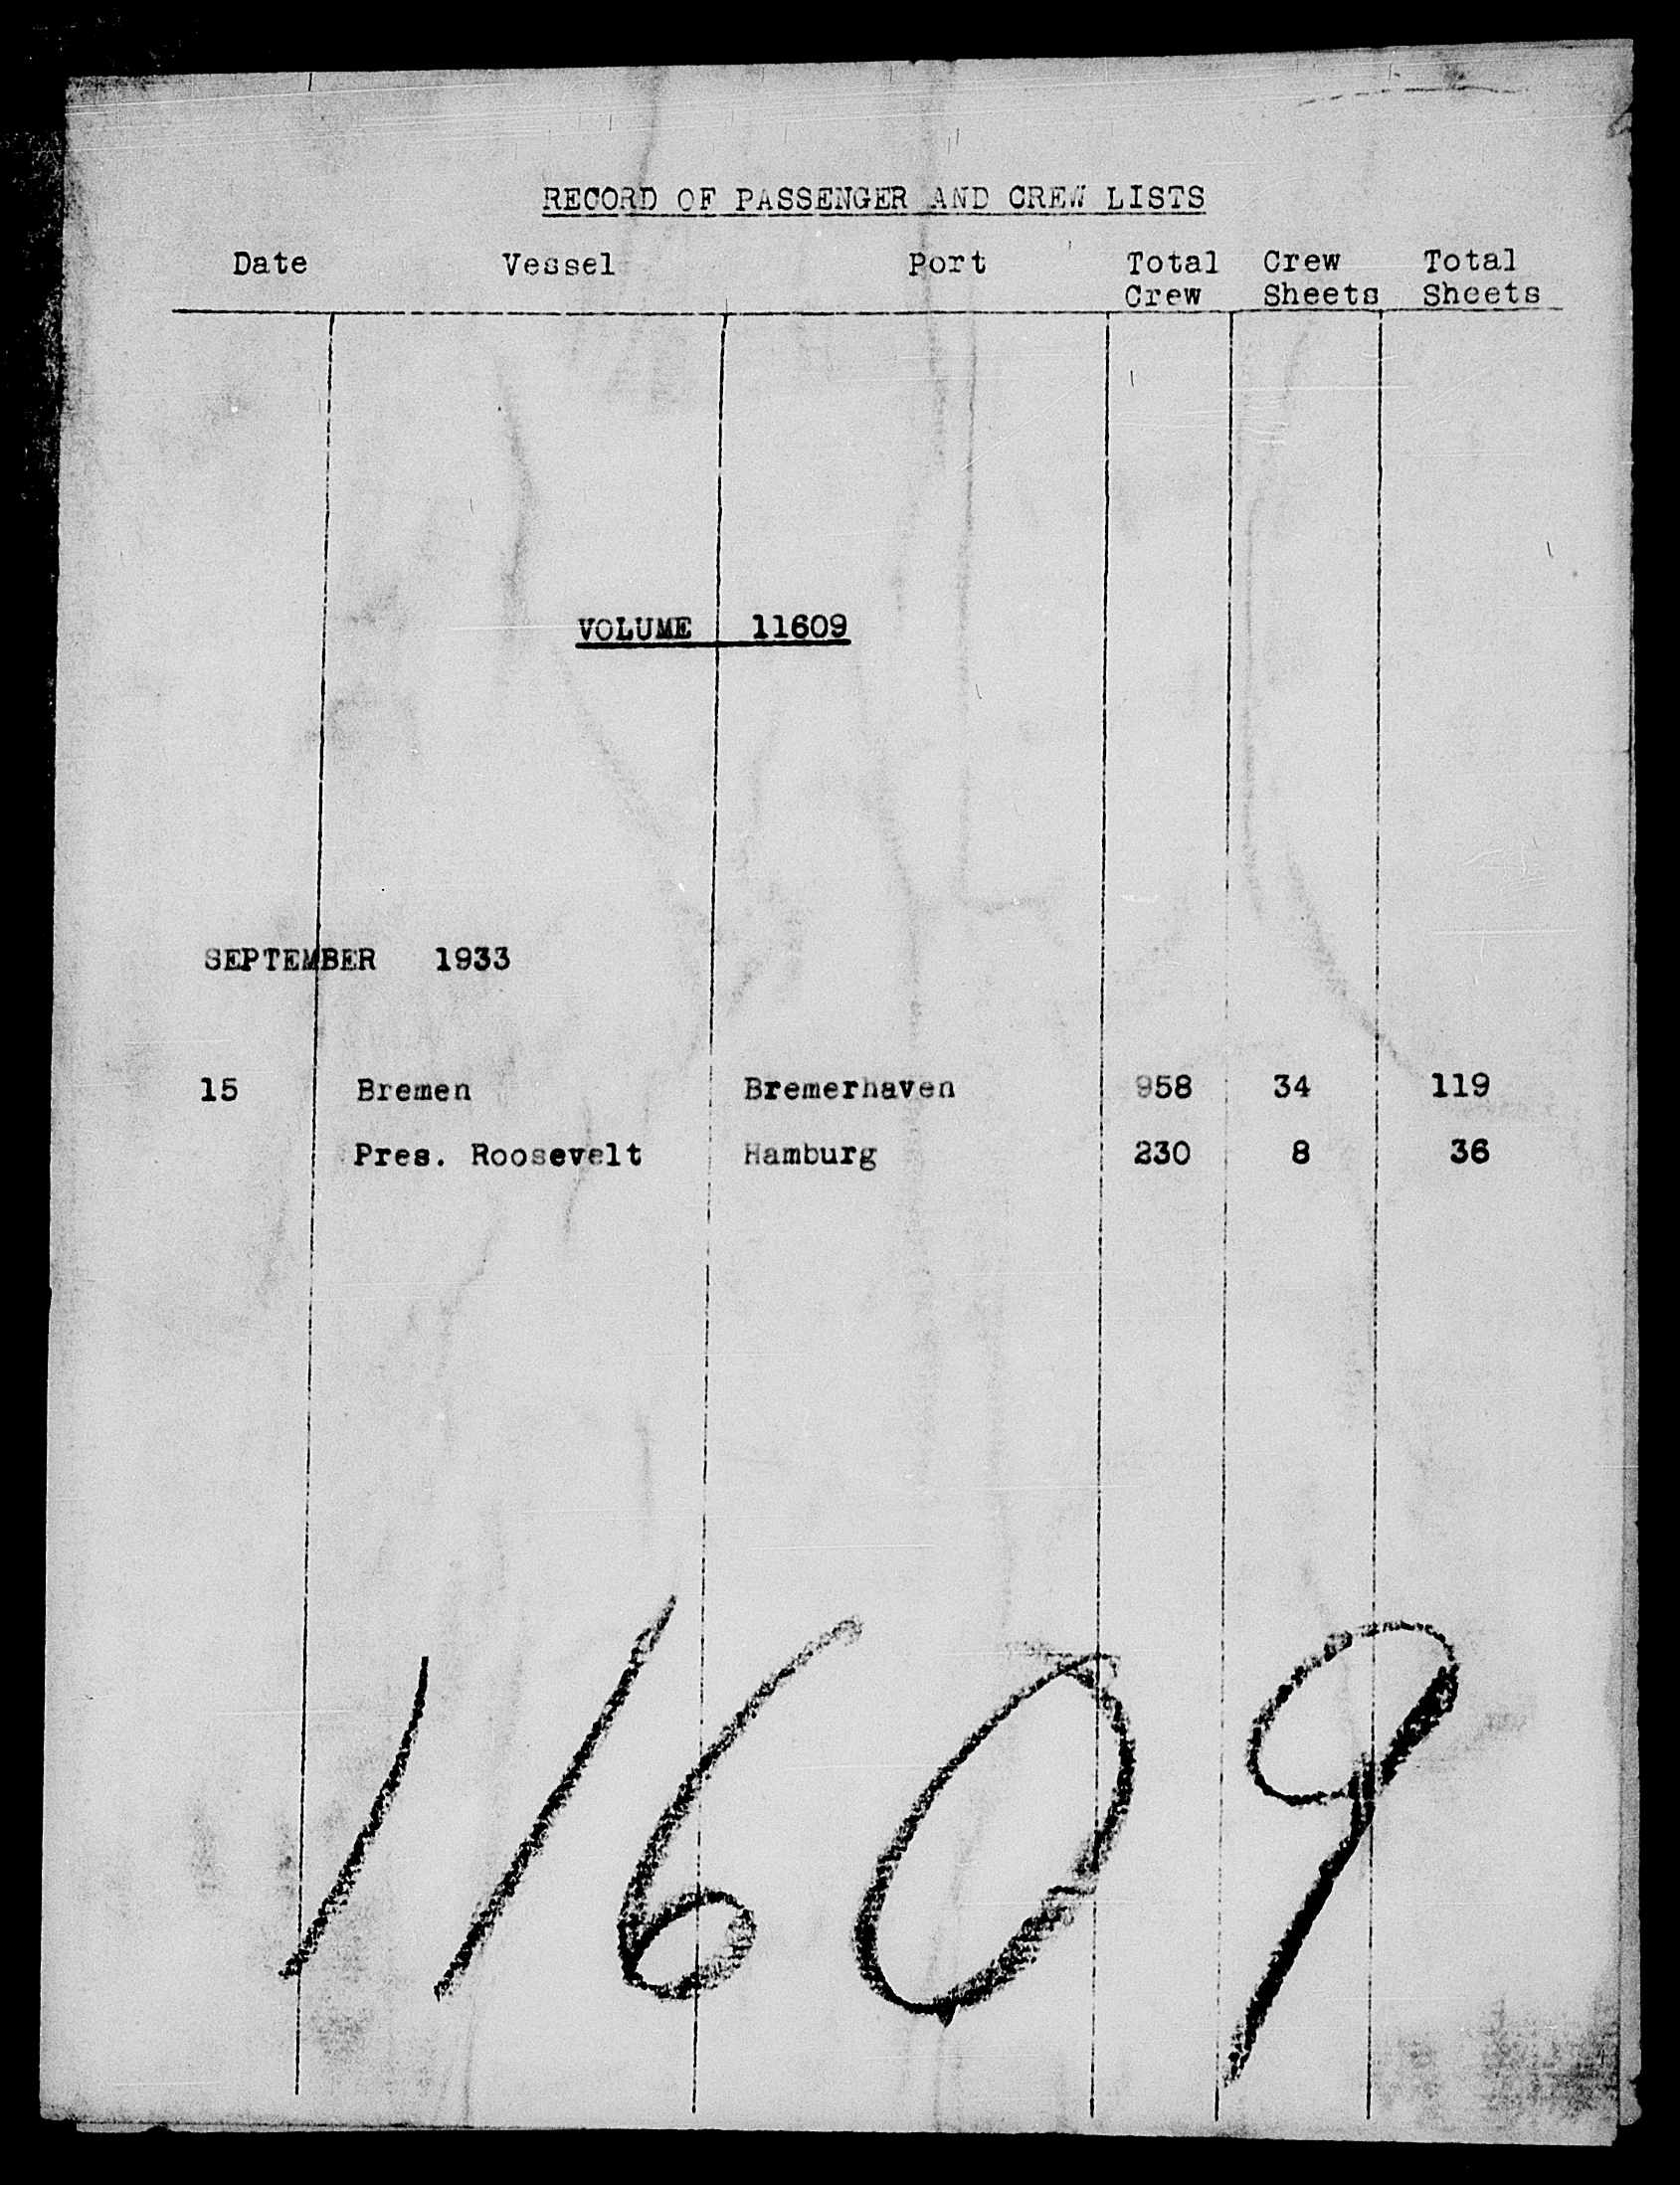 RECORD OF PASSENGER AND CREW LISTS
Date Vessel Port Total Crew Total
Crew Sheets Sheets
VOLUME 11609
SEPTEMBER 1933
15 Bremen Bremerhaven 958 34 119
Pres. Roosevelt Hamburg 230 8 36
11609